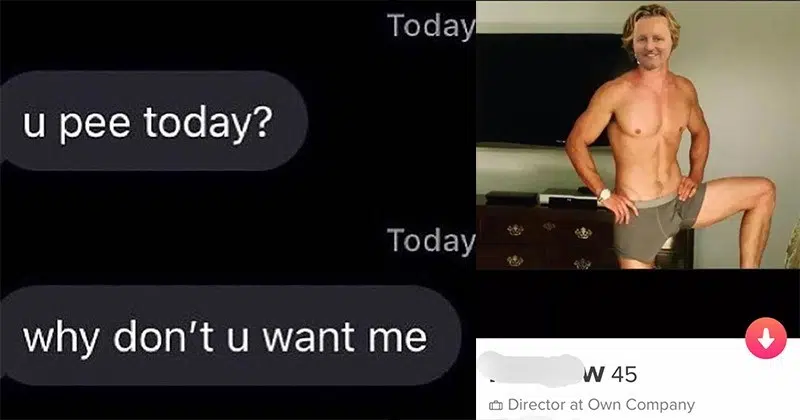 Today
u pee today?
Today
why don't u want me
W 45
Director at Own Company